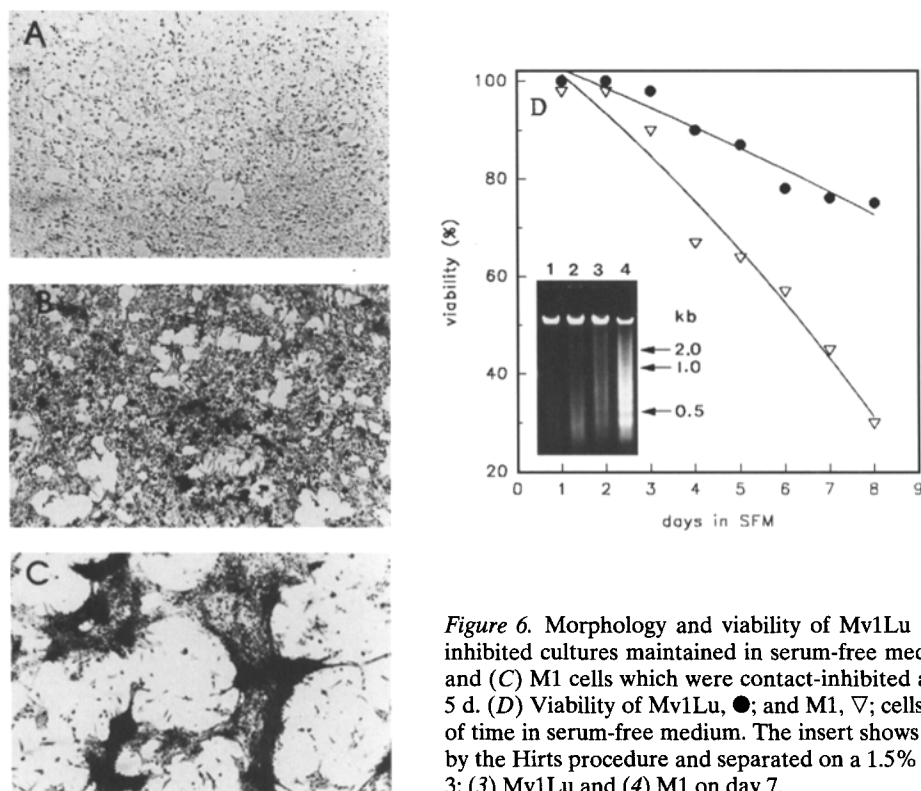 A
B
C
D
100
80
60
40
20
viability (%)
0 1 2 3 4 5 6 7 8 9
days in SFM
1 2 3 4
kb
2.0
1.0
0.5
Figure 6. Morphology and viability of Mv1Lu
inhibited cultures maintained in serum-free med
and (C) M1 cells which were contact-inhibited a
5 d. (D) Viability of Mv1Lu, ●; and M1, ▽; cells
of time in serum-free medium. The insert shows
by the Hirts procedure and separated on a 1.5%
3; (3) Mv1Lu and (4) M1 on day 7.